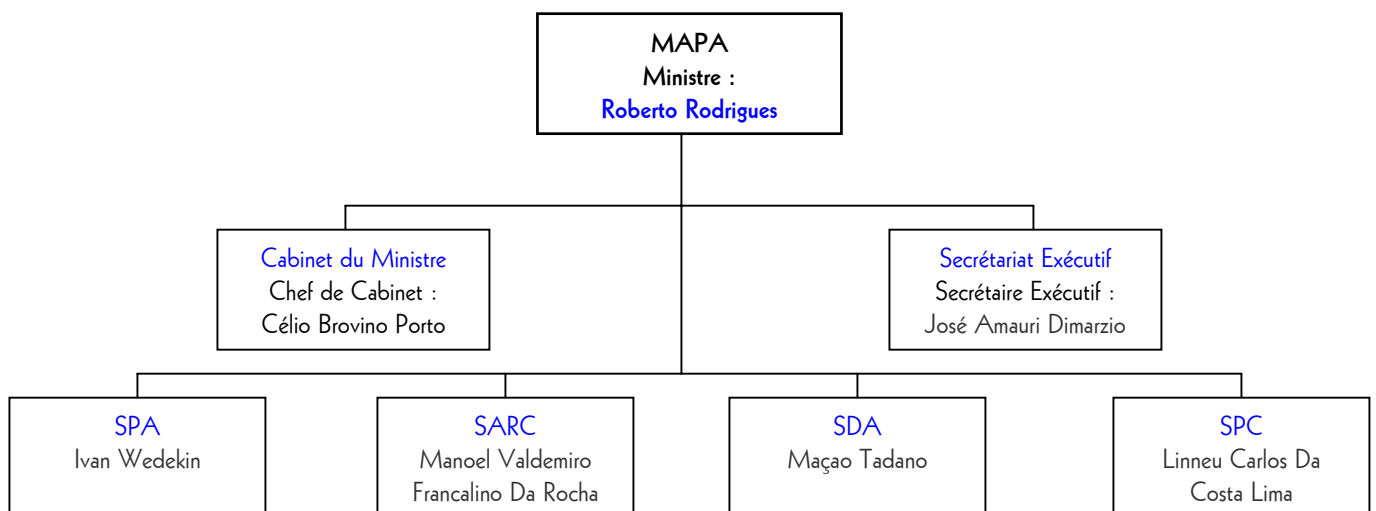 MAPA
Ministre :
Roberto Rodrigues
Cabinet du Ministre
Chef de Cabinet :
Célio Brovino Porto
Secrétariat Exécutif
Secrétaire Exécutif :
José Amauri Dimarzio
SPA
Ivan Wedekin
SARC
Manoel Valdemiro
Francalino Da Rocha
SDA
Maçao Tadano
SPC
Linneu Carlos Da
Costa Lima